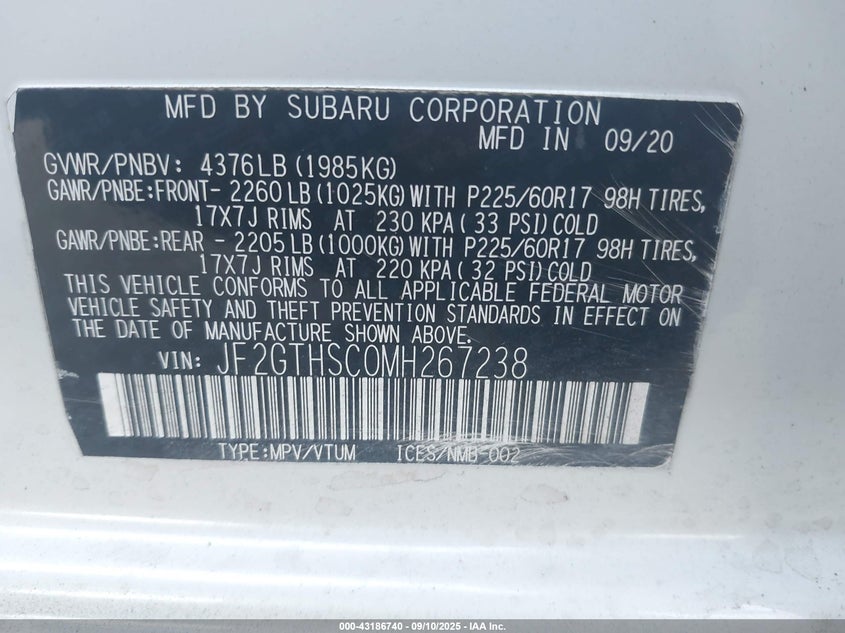 MFD BY SUBARU CORPORATION
MFD IN 09/20
GVWR/PNBV: 4376LB (1985KG)
GAWR/PNBE:FRONT- 2260 LB (1025KG) WITH P225/60R17 98H TIRES,
17X7J RIMS AT 230 KPA ( 33 PSI) COLD
GAWR/PNBE:REAR - 2205 LB (1000KG) WITH P225/60R17 98H TIRES,
17X7J RIMS AT 220 KPA ( 32 PSI) COLD
THIS VEHICLE CONFORMS TO ALL APPLICABLE FEDERAL MOTOR
VEHICLE SAFETY AND THEFT PREVENTION STANDARDS IN EFFECT ON
THE DATE OF MANUFACTURE SHOWN ABOVE.
VIN: JF2GTHSC0MH267238
TYPE:MPV/VTUM ICES/NMB-002
000-43186740 - 09/10/2025 - IAA Inc.